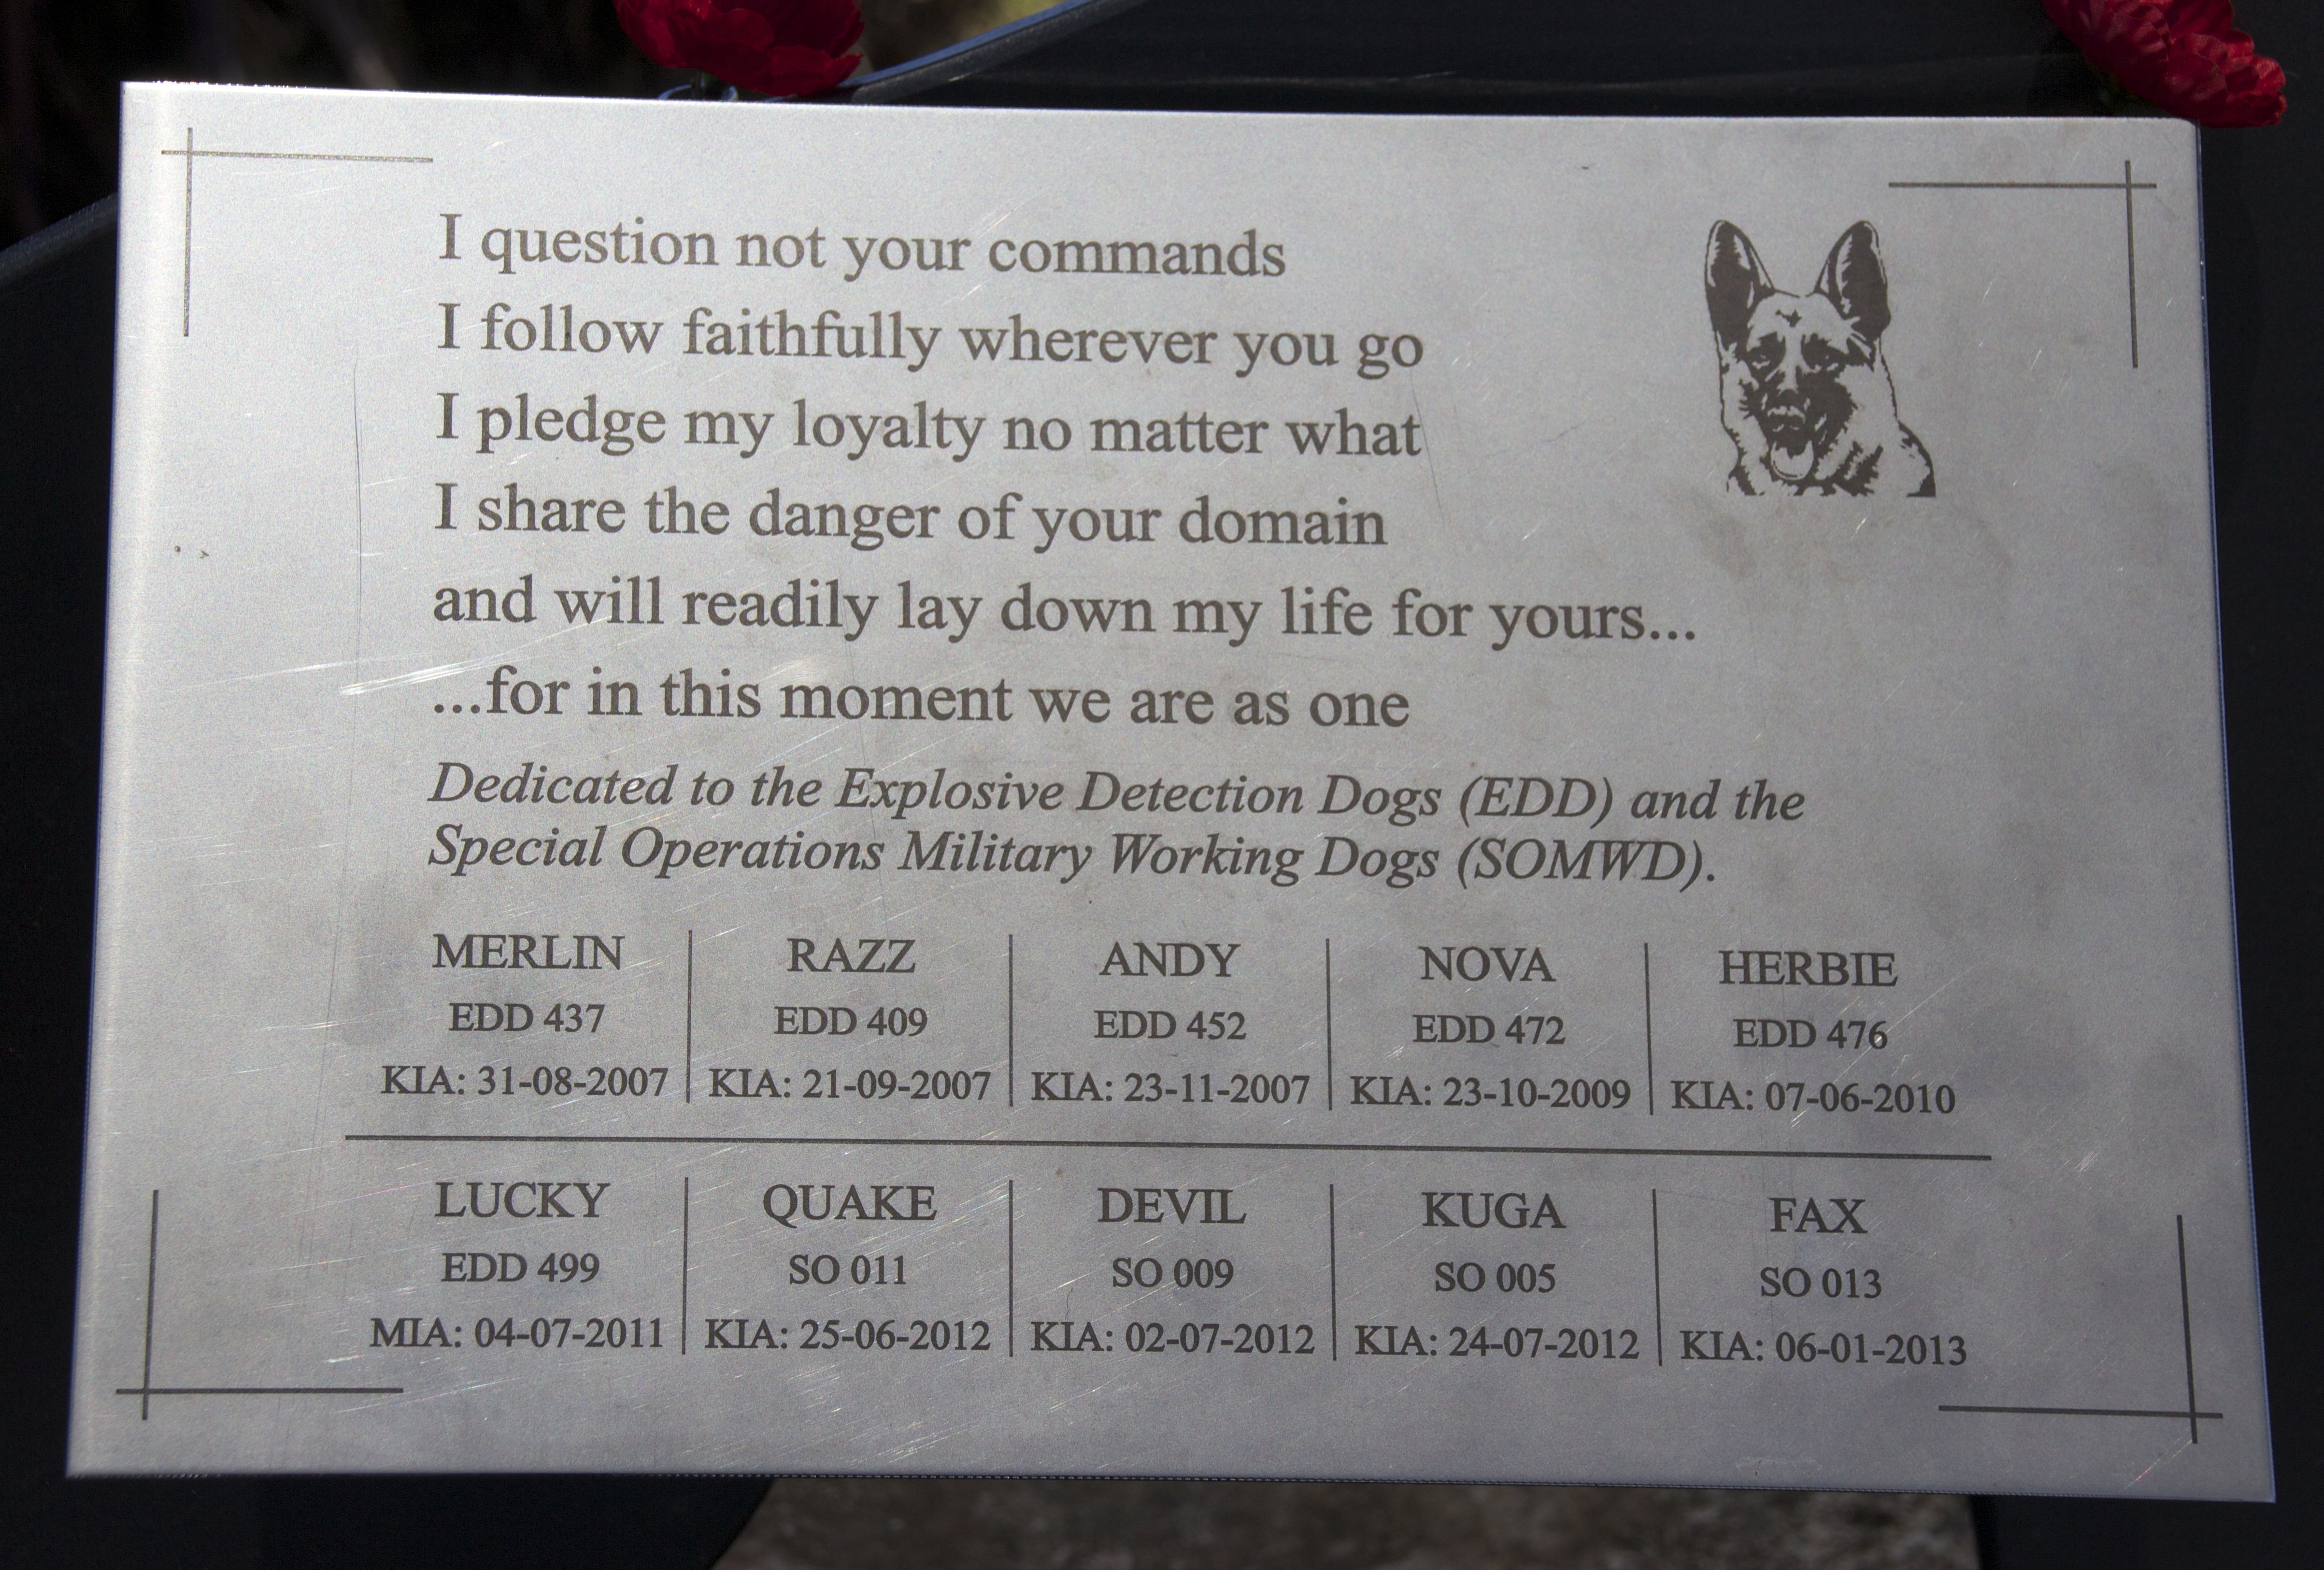 I question not your commands
I follow faithfully wherever you go
I pledge my loyalty no matter what
I share the danger of your domain
and will readily lay down my life for yours...
...for in this moment we are as one
Dedicated to the Explosive Detection Dogs (EDD) and the
Special Operations Military Working Dogs (SOMWD).
MERLIN
EDD 437
KIA: 31-08-2007
RAZZ
EDD 409
KIA: 21-09-2007
ANDY
EDD 452
KIA: 23-11-2007
NOVA
EDD 472
KIA: 23-10-2009
HERBIE
EDD 476
KIA: 07-06-2010
LUCKY
EDD 499
MIA: 04-07-2011
QUAKE
SO 011
KIA: 25-06-2012
DEVIL
SO 009
KIA: 02-07-2012
KUGA
SO 005
KIA: 24-07-2012
FAX
SO 013
KIA: 06-01-2013